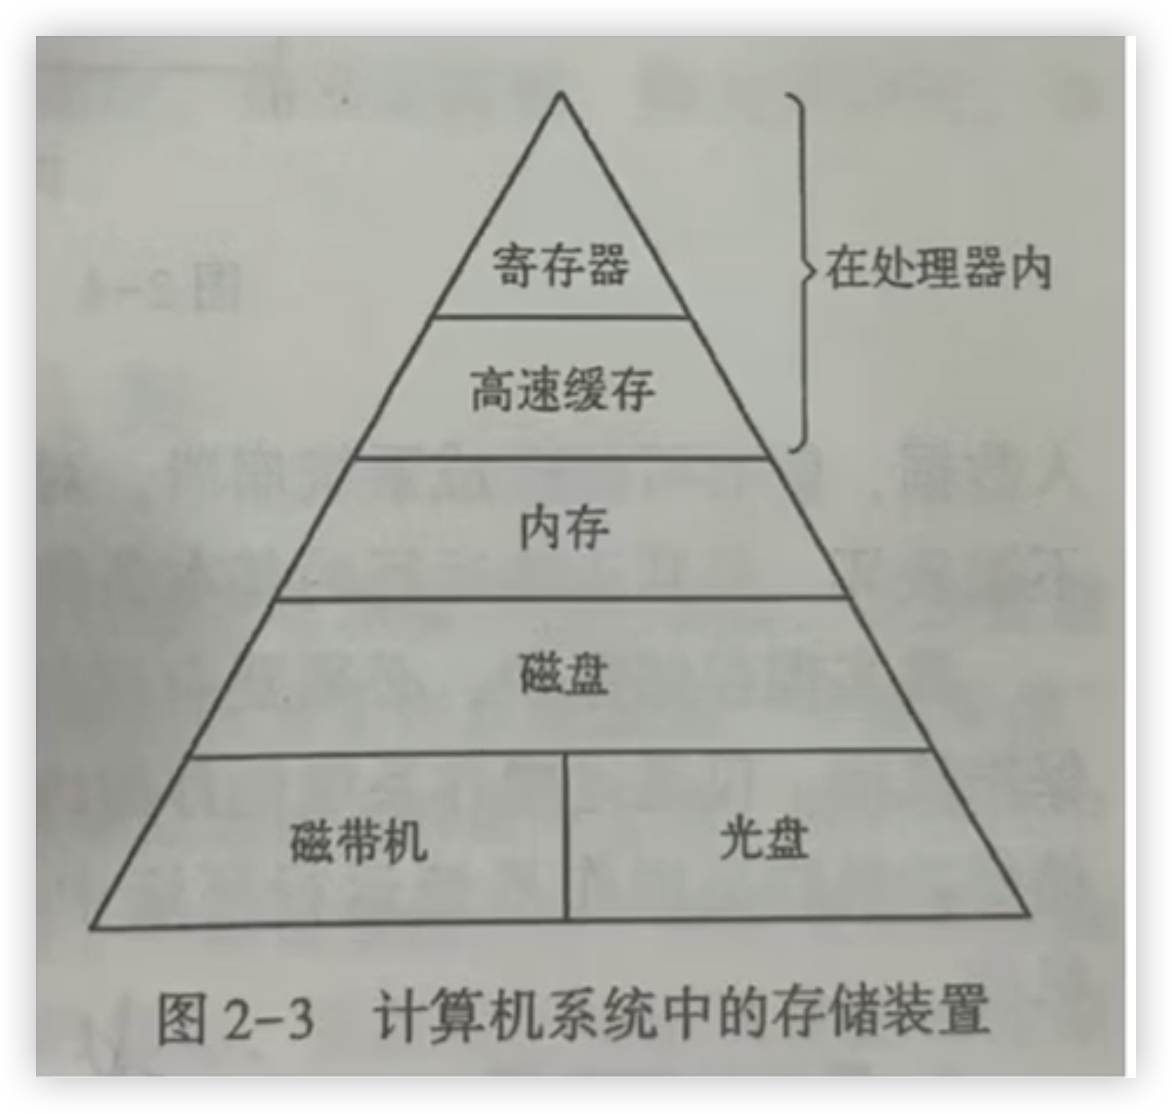 寄存器
在处理器内
高速缓存
内存
磁盘
磁带机
光盘
图 2-3 计算机系统中的存储装置